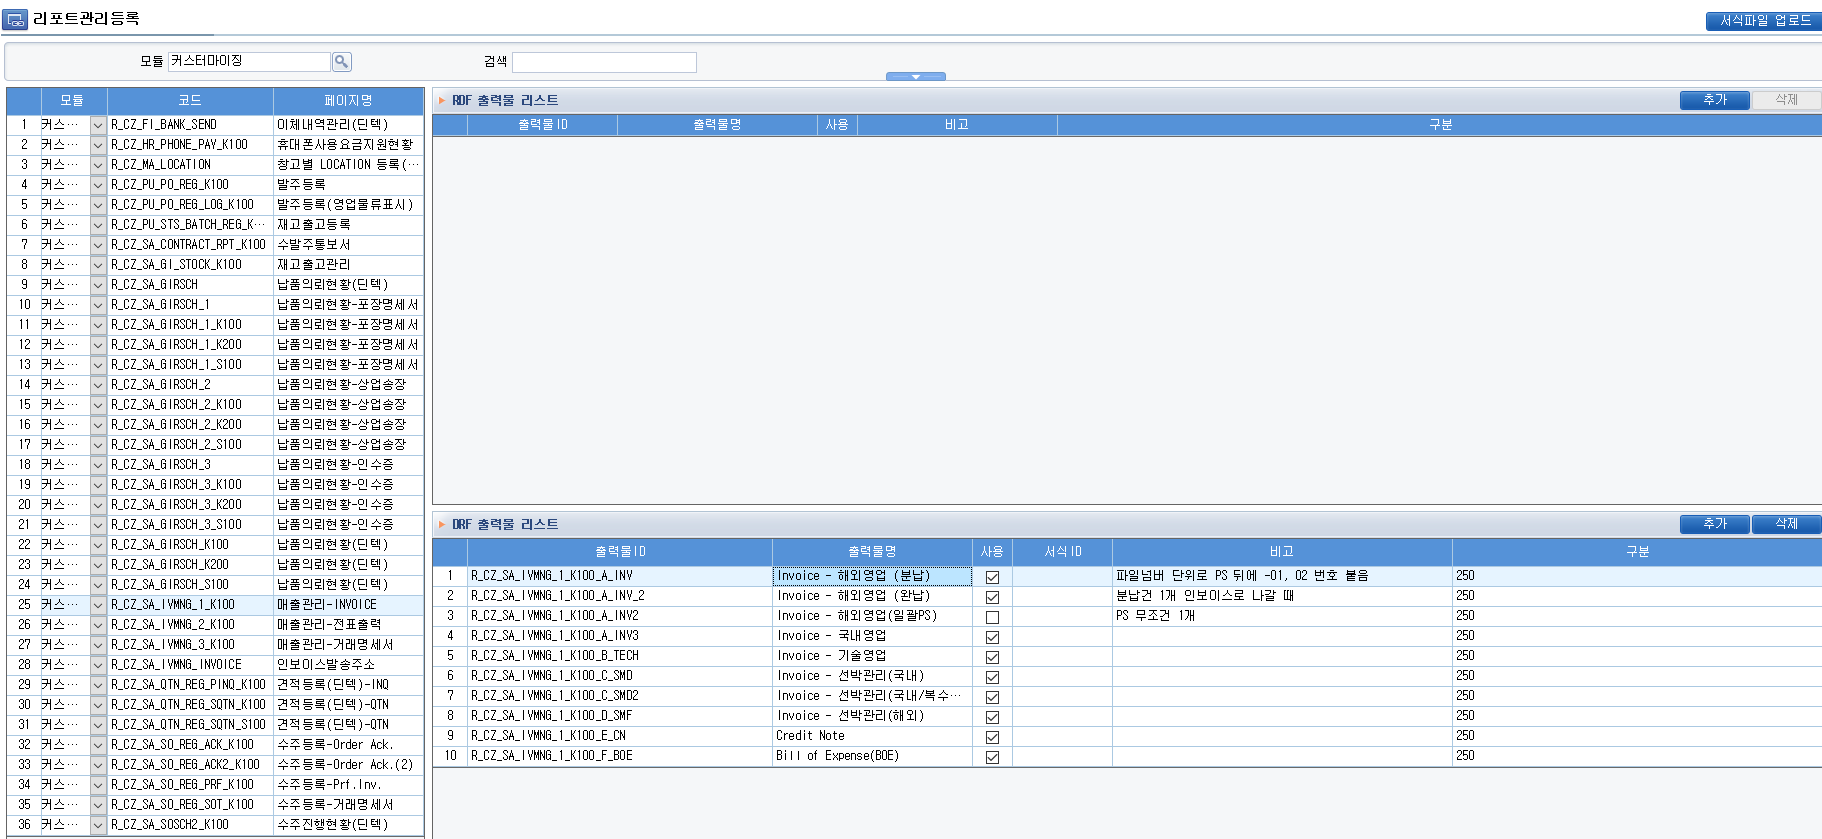 리포트관리등록
서식파일 업로드
모듈 커스터마이징 검색
모듈 코드 페이지명
1 커스… R_CZ_FI_BANK_SEND 이체내역관리(딘텍)
2 커스… R_CZ_HR_PHONE_PAY_K100 휴대폰사용요금지원현황
3 커스… R_CZ_MA_LOCATION 창고별 LOCATION 등록(…
4 커스… R_CZ_PU_PO_REG_K100 발주등록
5 커스… R_CZ_PU_PO_REG_LOG_K100 발주등록(영업물류표시)
6 커스… R_CZ_PU_STS_BATCH_REG_K… 재고출고등록
7 커스… R_CZ_SA_CONTRACT_RPT_K100 수발주통보서
8 커스… R_CZ_SA_GI_STOCK_K100 재고출고관리
9 커스… R_CZ_SA_GIRSCH 납품의뢰현황(딘텍)
10 커스… R_CZ_SA_GIRSCH_1 납품의뢰현황-포장명세서
11 커스… R_CZ_SA_GIRSCH_1_K100 납품의뢰현황-포장명세서
12 커스… R_CZ_SA_GIRSCH_1_K200 납품의뢰현황-포장명세서
13 커스… R_CZ_SA_GIRSCH_1_S100 납품의뢰현황-포장명세서
14 커스… R_CZ_SA_GIRSCH_2 납품의뢰현황-상업송장
15 커스… R_CZ_SA_GIRSCH_2_K100 납품의뢰현황-상업송장
16 커스… R_CZ_SA_GIRSCH_2_K200 납품의뢰현황-상업송장
17 커스… R_CZ_SA_GIRSCH_2_S100 납품의뢰현황-상업송장
18 커스… R_CZ_SA_GIRSCH_3 납품의뢰현황-인수증
19 커스… R_CZ_SA_GIRSCH_3_K100 납품의뢰현황-인수증
20 커스… R_CZ_SA_GIRSCH_3_K200 납품의뢰현황-인수증
21 커스… R_CZ_SA_GIRSCH_3_S100 납품의뢰현황-인수증
22 커스… R_CZ_SA_GIRSCH_K100 납품의뢰현황(딘텍)
23 커스… R_CZ_SA_GIRSCH_K200 납품의뢰현황(딘텍)
24 커스… R_CZ_SA_GIRSCH_S100 납품의뢰현황(딘텍)
25 커스… R_CZ_SA_IVMNG_1_K100 매출관리-INVOICE
26 커스… R_CZ_SA_IVMNG_2_K100 매출관리-전표출력
27 커스… R_CZ_SA_IVMNG_3_K100 매출관리-거래명세서
28 커스… R_CZ_SA_IVMNG_INVOICE 인보이스발송주소
29 커스… R_CZ_SA_QTN_REG_PINQ_K100 견적등록(딘텍)-INQ
30 커스… R_CZ_SA_QTN_REG_SQTN_K100 견적등록(딘텍)-QTN
31 커스… R_CZ_SA_QTN_REG_SQTN_S100 견적등록(딘텍)-QTN
32 커스… R_CZ_SA_SO_REG_ACK_K100 수주등록-Order Ack.
33 커스… R_CZ_SA_SO_REG_ACK2_K100 수주등록-Order Ack.(2)
34 커스… R_CZ_SA_SO_REG_PRF_K100 수주등록-Prf.Inv.
35 커스… R_CZ_SA_SO_REG_SOT_K100 수주등록-거래명세서
36 커스… R_CZ_SA_SOSCH2_K100 수주진행현황(딘텍)
RDF 출력물 리스트 추가 삭제
출력물ID 출력물명 사용 비고 구분
DRF 출력물 리스트 추가 삭제
출력물ID 출력물명 사용 서식ID 비고 구분
1 R_CZ_SA_IVMNG_1_K100_A_INV Invoice - 해외영업 (분납) 파일넘버 단위로 PS 뒤에 -01, 02 번호 붙음 250
2 R_CZ_SA_IVMNG_1_K100_A_INV_2 Invoice - 해외영업 (완납) 분납건 1개 인보이스로 나갈 때 250
3 R_CZ_SA_IVMNG_1_K100_A_INV2 Invoice - 해외영업(일괄PS) PS 무조건 1개 250
4 R_CZ_SA_IVMNG_1_K100_A_INV3 Invoice - 국내영업 250
5 R_CZ_SA_IVMNG_1_K100_B_TECH Invoice - 기술영업 250
6 R_CZ_SA_IVMNG_1_K100_C_SMD Invoice - 선박관리(국내) 250
7 R_CZ_SA_IVMNG_1_K100_C_SMD2 Invoice - 선박관리(국내/복수… 250
8 R_CZ_SA_IVMNG_1_K100_D_SMF Invoice - 선박관리(해외) 250
9 R_CZ_SA_IVMNG_1_K100_E_CN Credit Note 250
10 R_CZ_SA_IVMNG_1_K100_F_BOE Bill of Expense(BOE) 250